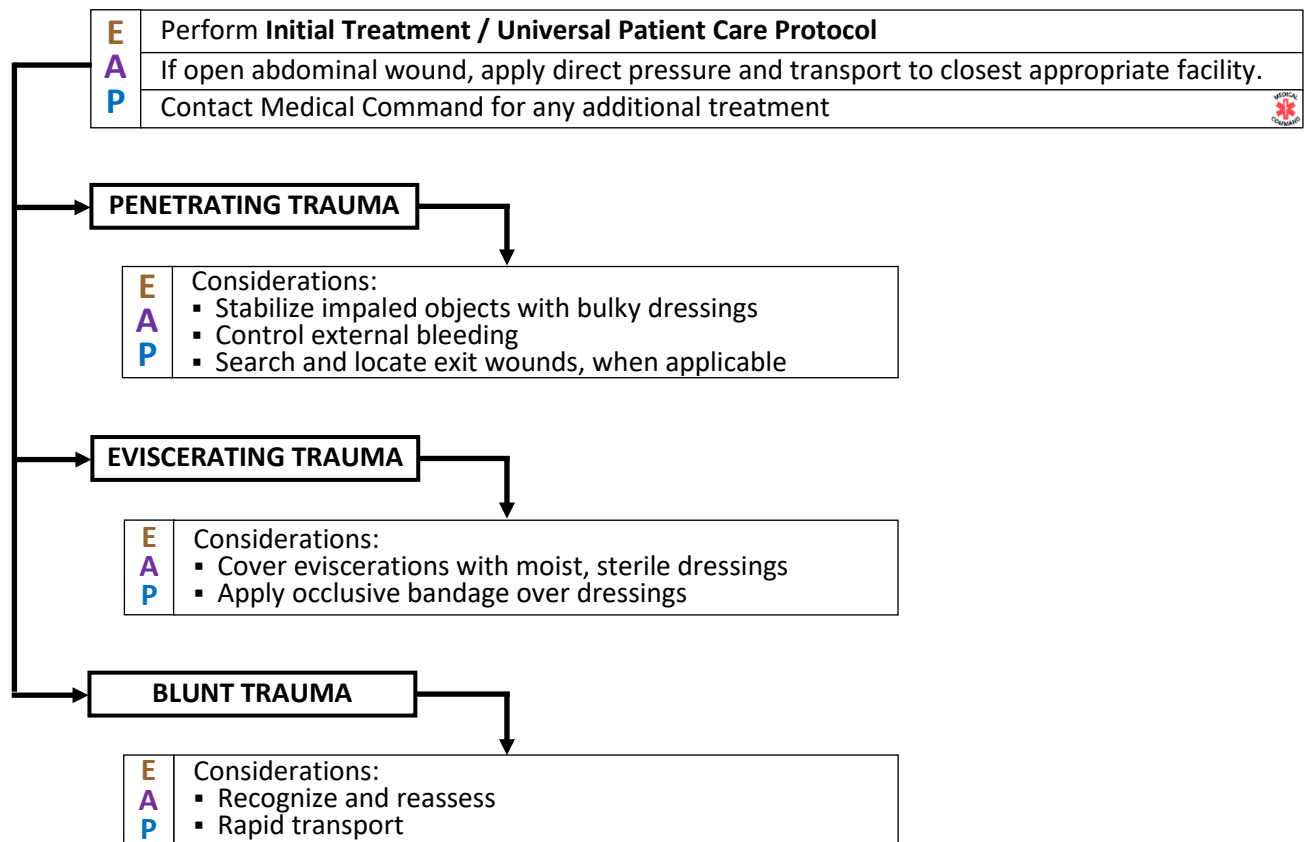 E
A
P
Perform Initial Treatment / Universal Patient Care Protocol
If open abdominal wound, apply direct pressure and transport to closest appropriate facility.
Contact Medical Command for any additional treatment
MEDICAL
COMMAND
PENETRATING TRAUMA
E
A
P
Considerations:
▪ Stabilize impaled objects with bulky dressings
▪ Control external bleeding
▪ Search and locate exit wounds, when applicable
EVISCERATING TRAUMA
E
A
P
Considerations:
▪ Cover eviscerations with moist, sterile dressings
▪ Apply occlusive bandage over dressings
BLUNT TRAUMA
E
A
P
Considerations:
▪ Recognize and reassess
▪ Rapid transport